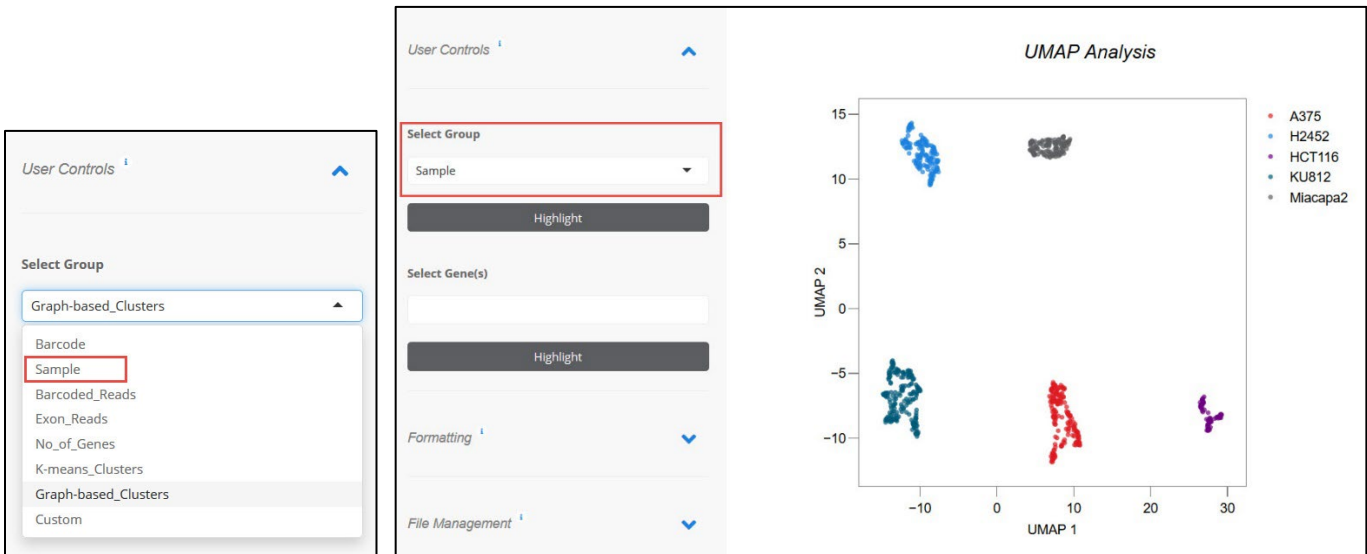 User Controls i
Select Group
Graph-based_Clusters
Barcode
Sample
Barcoded_Reads
Exon_Reads
No_of_Genes
K-means_Clusters
Graph-based_Clusters
Custom
User Controls i
Select Group
Sample
Highlight
Select Gene(s)
Highlight
Formatting i
File Management i
UMAP Analysis
15
10
5
0
−5
−10
UMAP 2
−10 0 10 20 30
UMAP 1
A375
H2452
HCT116
KU812
Miacapa2